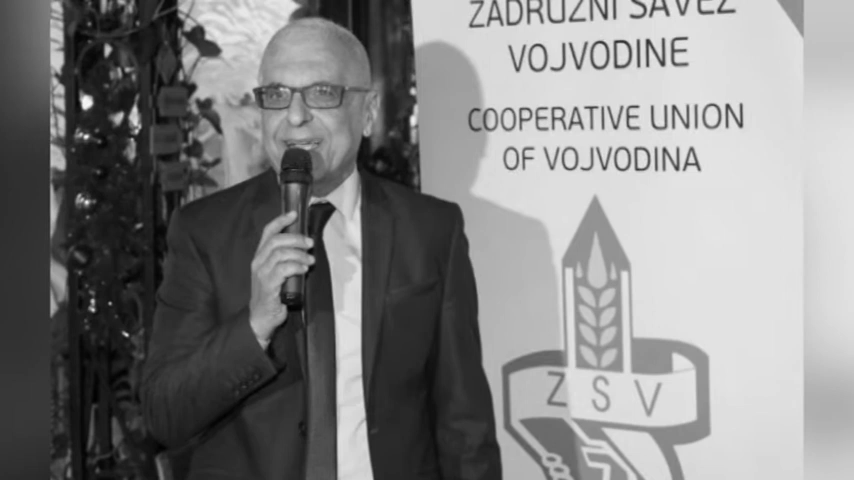 ZADRUŽNI SAVEZ
VOJVODINE
COOPERATIVE UNION
OF VOJVODINA
ZSV